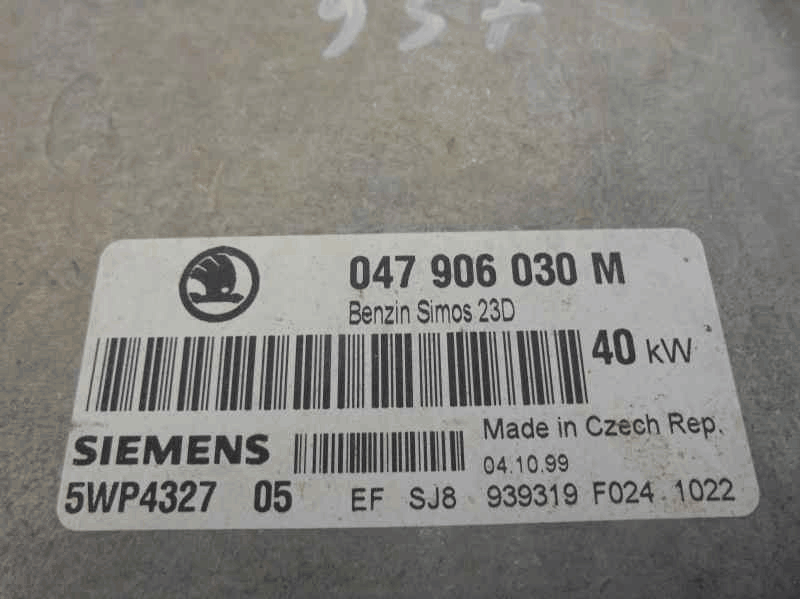 957
047 906 030 M
Benzin Simos 23D
40 kW
SIEMENS
Made in Czech Rep.
04.10.99
5WP4327 05 EF SJ8 939319 F024 1022